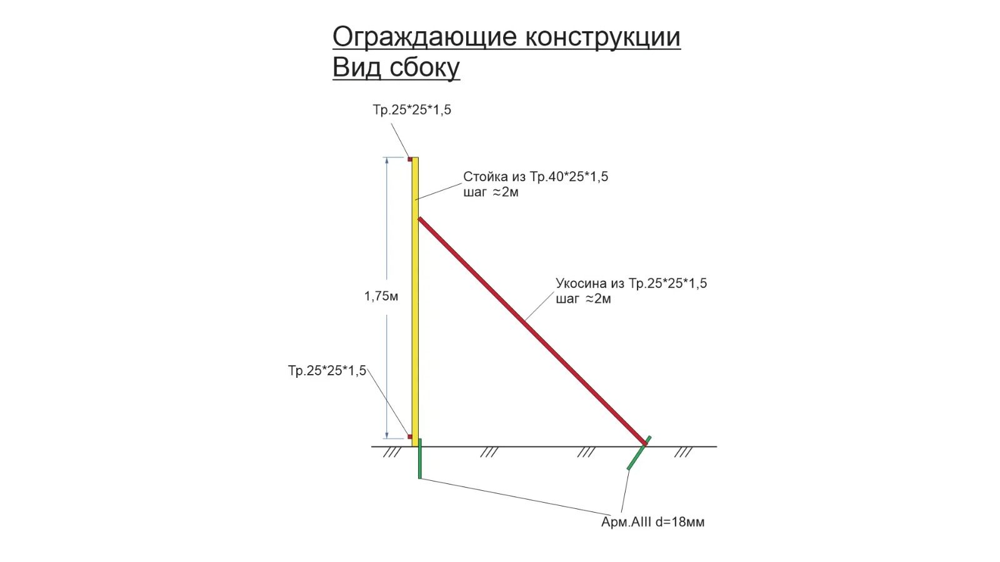 Ограждающие конструкции
Вид сбоку
Тр.25*25*1,5
Стойка из Тр.40*25*1,5
шаг ≈2м
Укосина из Тр.25*25*1,5
шаг ≈2м
1,75м
Тр.25*25*1,5
Арм.АIII d=18мм